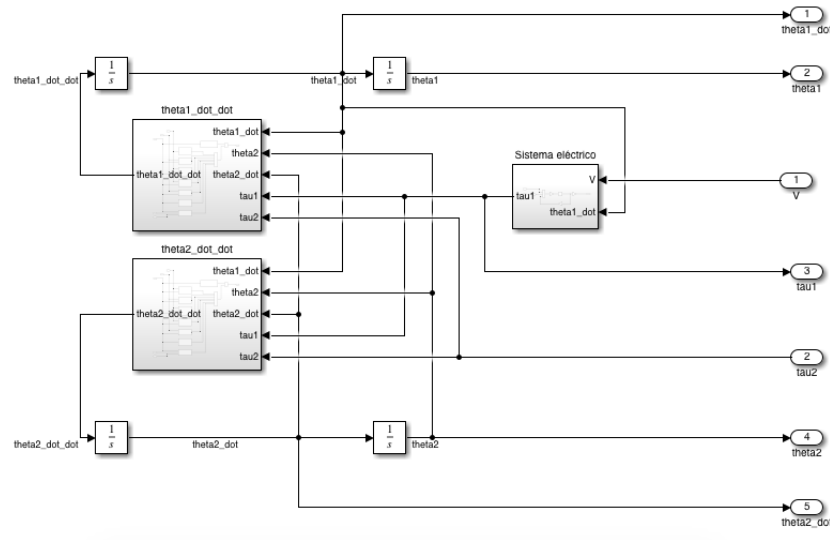 1
theta1_dot
1
s
theta1_dot_dot
theta1_dot
1
s
theta1
2
theta1
theta1_dot_dot
theta1_dot
theta2
theta1_dot_dot
theta2_dot
tau1
tau2
Sistema eléctrico
V
tau1
theta1_dot
1
V
theta2_dot_dot
theta1_dot
theta2
theta2_dot_dot
theta2_dot
tau1
tau2
3
tau1
2
tau2
1
s
theta2_dot_dot
theta2_dot
1
s
theta2
4
theta2
5
theta2_dot